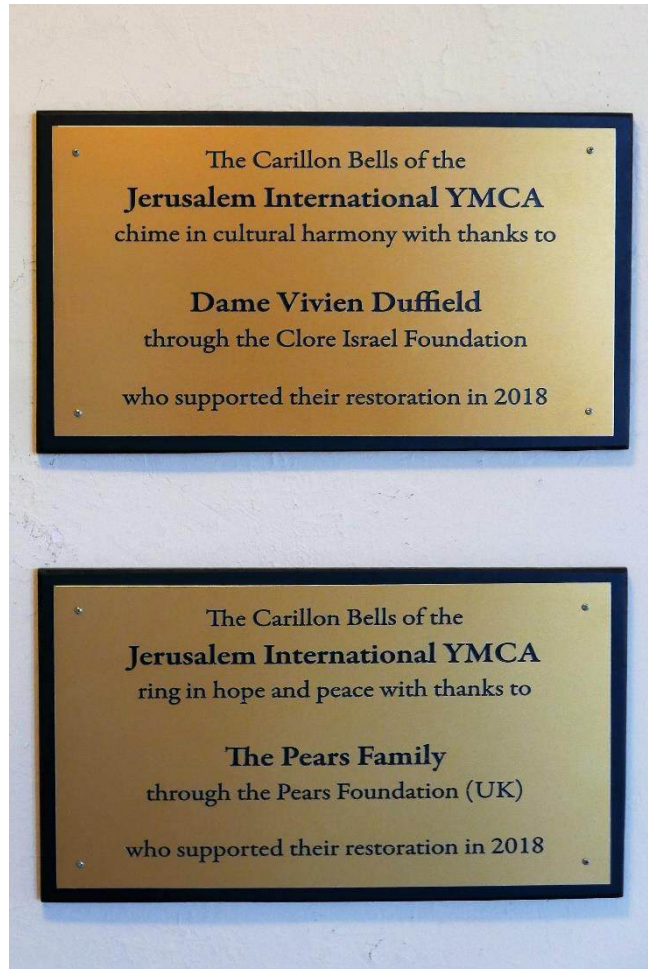 The Carillon Bells of the
Jerusalem International YMCA
chime in cultural harmony with thanks to
Dame Vivien Duffield
through the Clore Israel Foundation
who supported their restoration in 2018
The Carillon Bells of the
Jerusalem International YMCA
ring in hope and peace with thanks to
The Pears Family
through the Pears Foundation (UK)
who supported their restoration in 2018